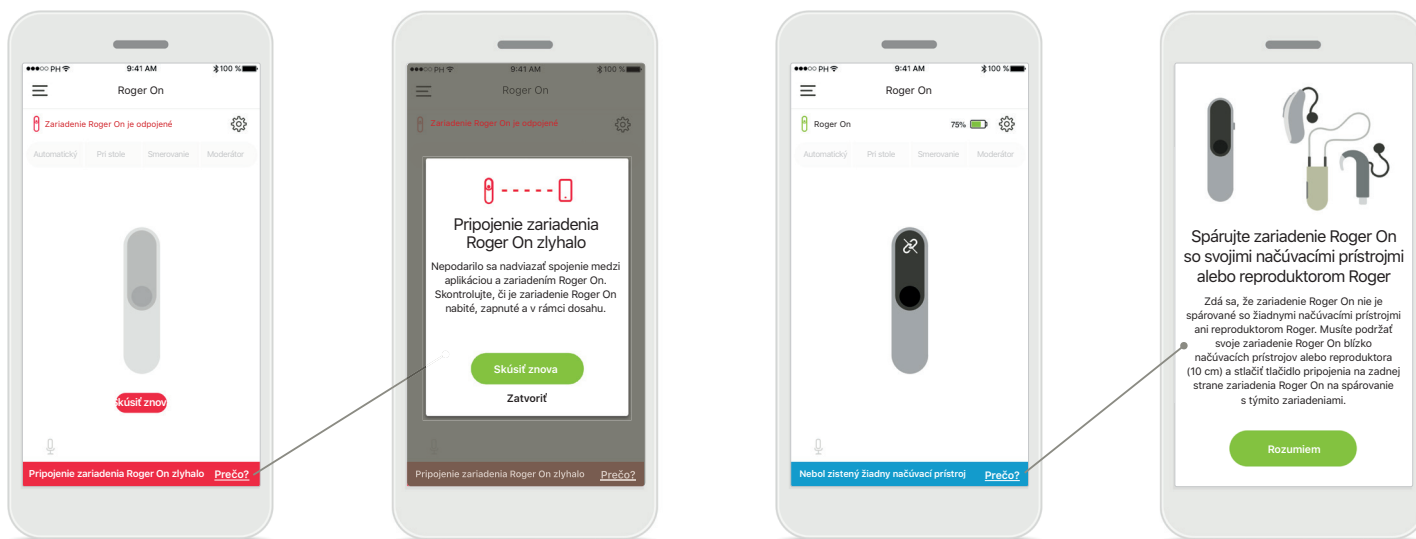 PH 9:41 AM 100 %
Roger On
Zariadenie Roger On je odpojené
Automatický Pri stole Smerovanie Moderátor
Skúsiť znova
Pripojenie zariadenia Roger On zlyhalo Prečo?
PH 9:41 AM 100 %
Roger On
Zariadenie Roger On je odpojené
Pripojenie zariadenia
Roger On zlyhalo
Nepodarilo sa nadviazať spojenie medzi
aplikáciou a zariadením Roger On.
Skontrolujte, či je zariadenie Roger On
nabité, zapnuté a v rámci dosahu.
Skúsiť znova
Zatvoriť
Pripojenie zariadenia Roger On zlyhalo Prečo?
PH 9:41 AM 100 %
Roger On
Roger On 75%
Automatický Pri stole Smerovanie Moderátor
Nebol zistený žiadny načúvací prístroj Prečo?
Spárujte zariadenie Roger On
so svojimi načúvacími prístrojmi
alebo reproduktorom Roger
Zdá sa, že zariadenie Roger On nie je
spárované so žiadnymi načúvacími prístrojmi
ani reproduktorom Roger. Musíte podržať
svoje zariadenie Roger On blízko
načúvacích prístrojov alebo reproduktora
(10 cm) a stlačiť tlačidlo pripojenia na zadnej
strane zariadenia Roger On na spárovanie
s týmito zariadeniami.
Rozumiem